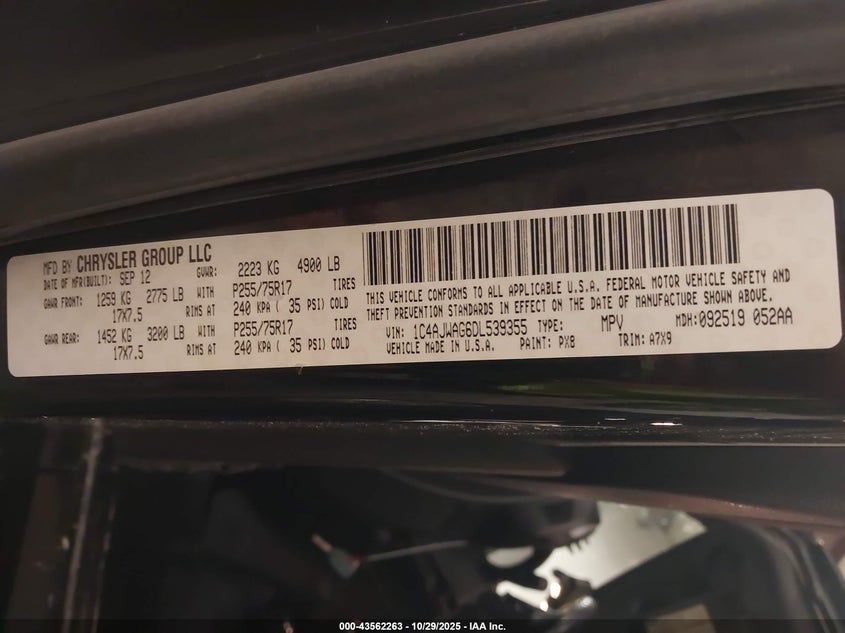 MFD BY CHRYSLER GROUP LLC
DATE OF MFR(BUILT): SEP 12 GVWR: 2223 KG 4900 LB
GAWR FRONT: 1259 KG 2775 LB WITH P255/75R17 TIRES
17X7.5 RIMS AT 240 KPA ( 35 PSI) COLD
GAWR REAR: 1452 KG 3200 LB WITH P255/75R17 TIRES
17X7.5 RIMS AT 240 KPA ( 35 PSI) COLD
THIS VEHICLE CONFORMS TO ALL APPLICABLE U.S.A. FEDERAL MOTOR VEHICLE SAFETY AND
THEFT PREVENTION STANDARDS IN EFFECT ON THE DATE OF MANUFACTURE SHOWN ABOVE.
VIN: 1C4AJWAG6DL539355 TYPE: MPV MDH: 092519 052AA
VEHICLE MADE IN U.S.A. PAINT: PX8 TRIM: A7X9
000-43562263 - 10/29/2025 - IAA Inc.